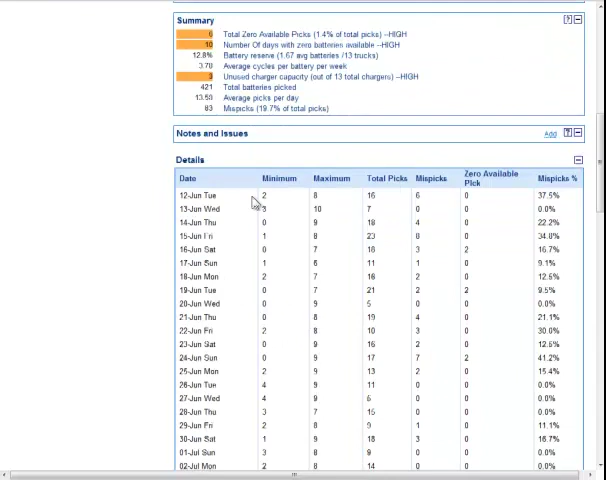 Summary ? −
6 Total Zero Available Picks (1.4% of total picks) --HIGH
10 Number Of days with zero batteries available --HIGH
12.8% Battery reserve (1.67 avg batteries /13 trucks)
3.70 Average cycles per battery per week
3 Unused charger capacity (out of 13 total chargers) --HIGH
421 Total batteries picked
13.58 Average picks per day
83 Mispicks (19.7% of total picks)
Notes and Issues Add ? −
Details −
Date Minimum Maximum Total Picks Mispicks Zero Available Pick Mispicks %
12-Jun Tue 2 8 16 6 0 37.5%
13-Jun Wed 3 10 7 0 0 0.0%
14-Jun Thu 0 9 18 4 0 22.2%
15-Jun Fri 1 8 23 8 0 34.8%
16-Jun Sat 0 7 18 3 2 16.7%
17-Jun Sun 1 6 11 1 0 9.1%
18-Jun Mon 2 7 16 2 0 12.5%
19-Jun Tue 0 7 21 2 2 9.5%
20-Jun Wed 0 9 5 0 0 0.0%
21-Jun Thu 0 8 19 4 0 21.1%
22-Jun Fri 2 8 10 3 0 30.0%
23-Jun Sat 0 9 16 2 0 12.5%
24-Jun Sun 0 9 17 7 2 41.2%
25-Jun Mon 2 9 13 2 0 15.4%
26-Jun Tue 4 9 11 0 0 0.0%
27-Jun Wed 4 9 6 0 0 0.0%
28-Jun Thu 3 7 15 0 0 0.0%
29-Jun Fri 2 8 9 1 0 11.1%
30-Jun Sat 1 9 18 3 0 16.7%
01-Jul Sun 3 8 9 0 0 0.0%
02-Jul Mon 2 8 14 0 0 0.0%